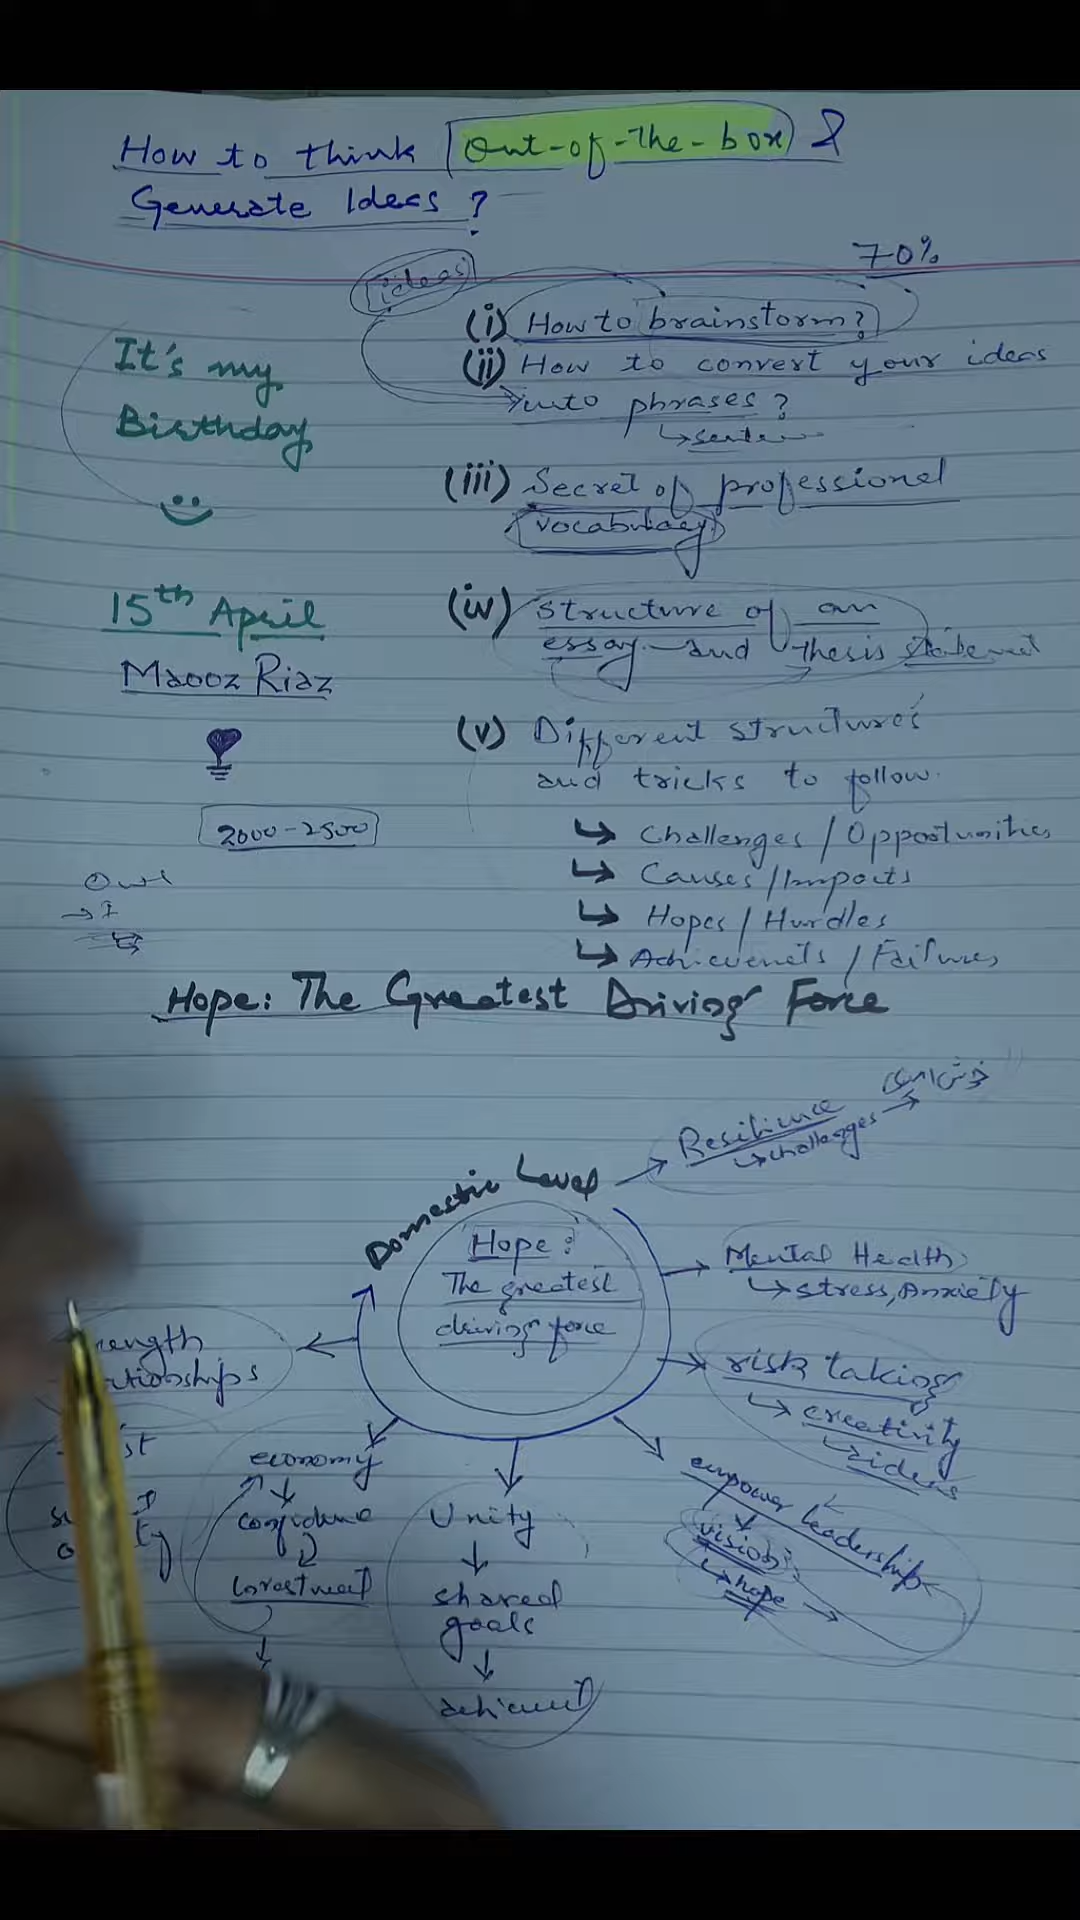 How to think Out-of-the-box &
Generate Ideas ?
70%
ideas
(i) How to brainstorm?
(ii) How to convert your ideas
into phrases ?
(iii) Secret of professional
vocabulary
(iv) Structure of an
essay and thesis statement
(v) Different structures
and tricks to follow.
↳ Challenges / Opportunities
↳ Causes / Impacts
↳ Hopes / Hurdles
↳ Achievements / Failures
It's my
Birthday
15th April
Maooz Riaz
2000-2500
Hope: The Greatest Driving Force
Domestic Level
Hope:
The greatest
driving force
→ Resilience
↳ challenges →
→ Mental Health
↳ stress, Anxiety
→ risk taking
↳ creativity
↳ ideas
empower leadership
vision
↳ hope →
Unity
↓
shared
goals
↓
economy
↓
confidence
Investment
↓